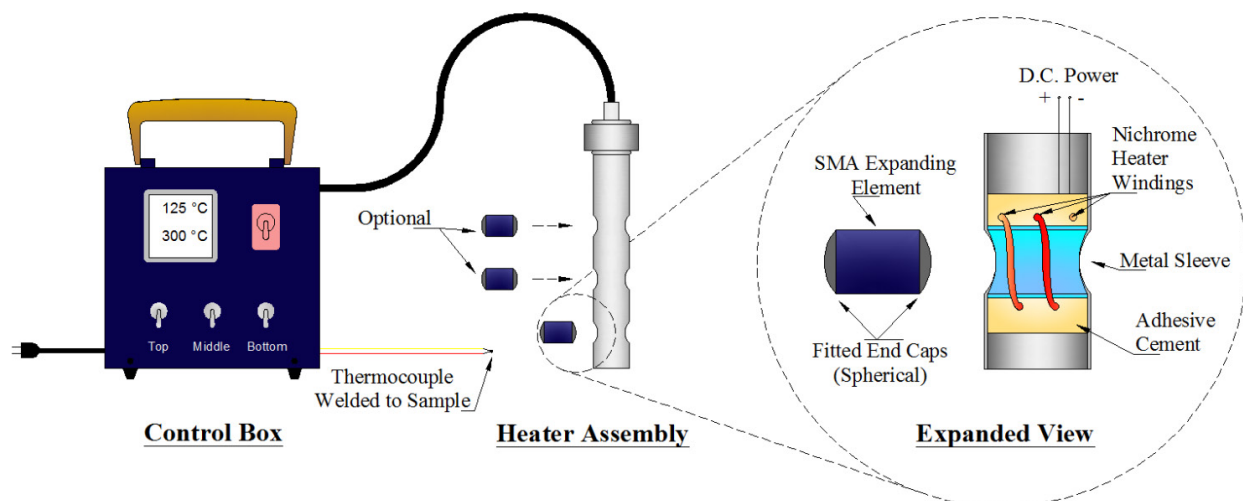 125 °C
300 °C
Top
Middle
Bottom
Optional
Thermocouple
Welded to Sample
Control Box
Heater Assembly
D.C. Power
+
-
Nichrome
Heater
Windings
SMA Expanding
Element
Metal Sleeve
Adhesive
Cement
Fitted End Caps
(Spherical)
Expanded View